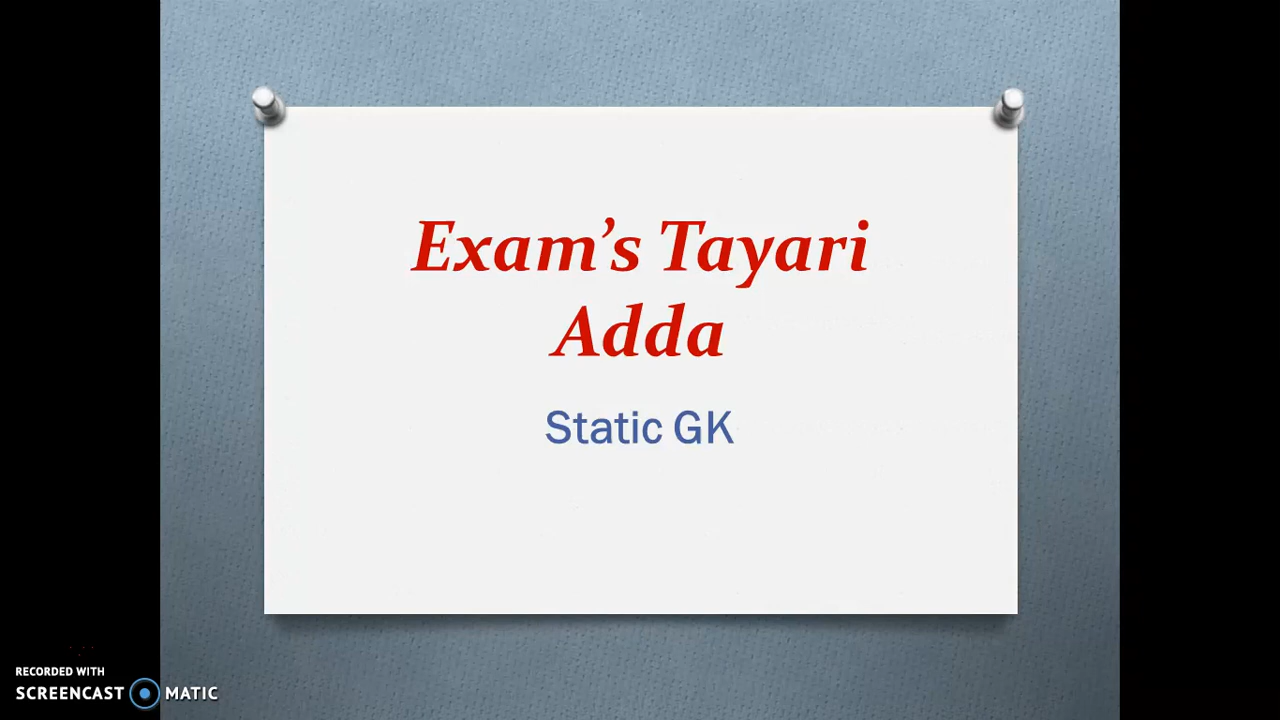 Exam’s Tayari
Adda
Static GK
RECORDED WITH
SCREENCAST MATIC